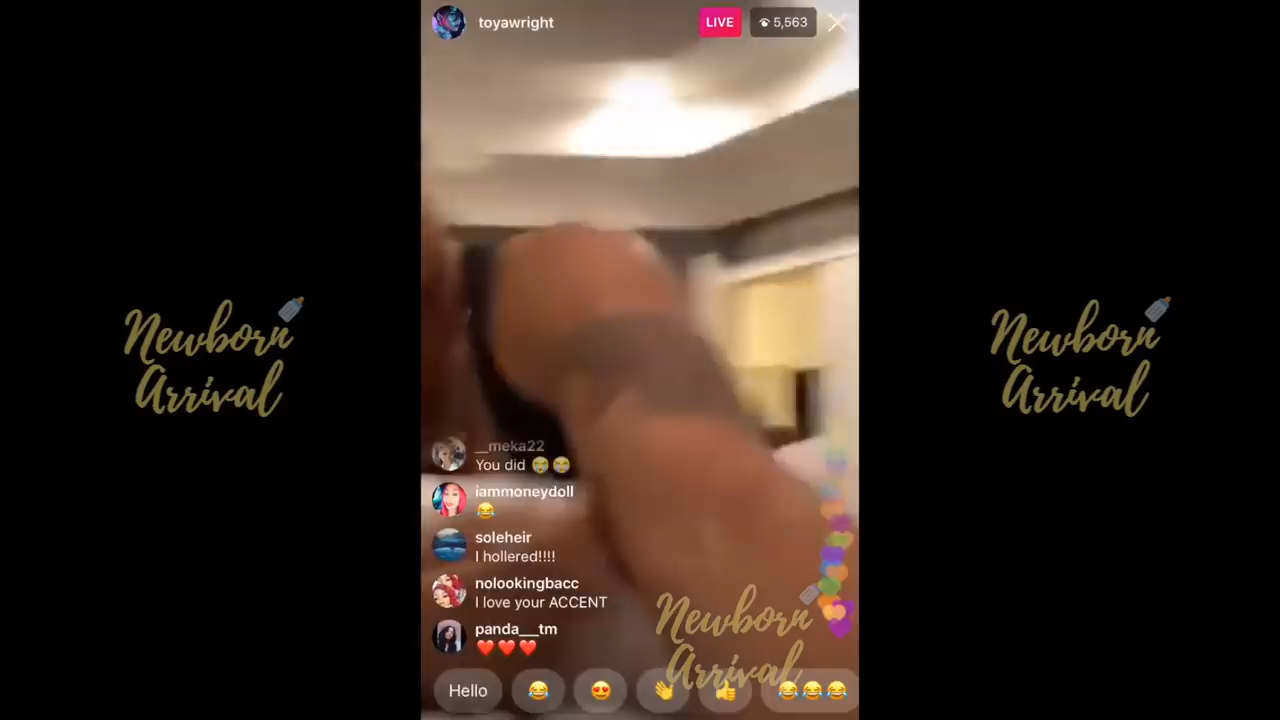 toyawright
LIVE
5,563
__meka22
You did 😭😭
iammoneydoll
😂
soleheir
I hollered!!!!
nolookingbacc
I love your ACCENT
panda___tm
❤️❤️❤️
Hello 😂 😍 👋 👍 😂😂😂
Newborn
Arrival
Newborn
Arrival
Newborn
Arrival